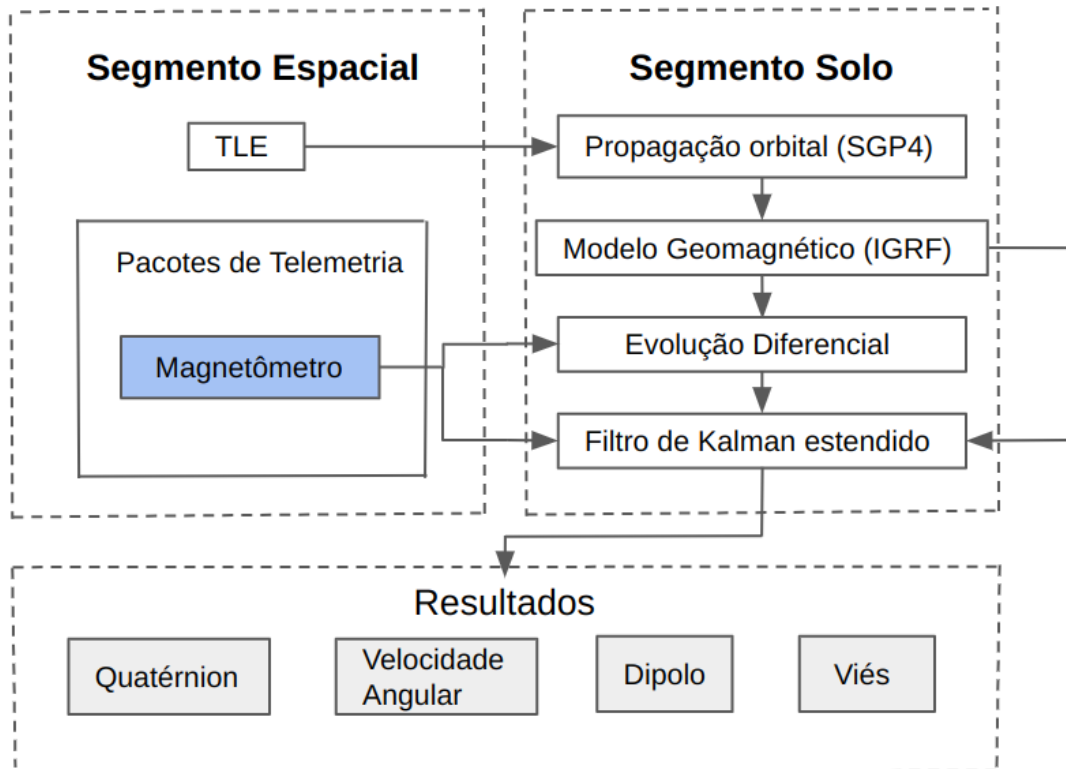 Segmento Espacial
TLE
Pacotes de Telemetria
Magnetômetro
Segmento Solo
Propagação orbital (SGP4)
Modelo Geomagnético (IGRF)
Evolução Diferencial
Filtro de Kalman estendido
Resultados
Quatérnion
Velocidade
Angular
Dipolo
Viés